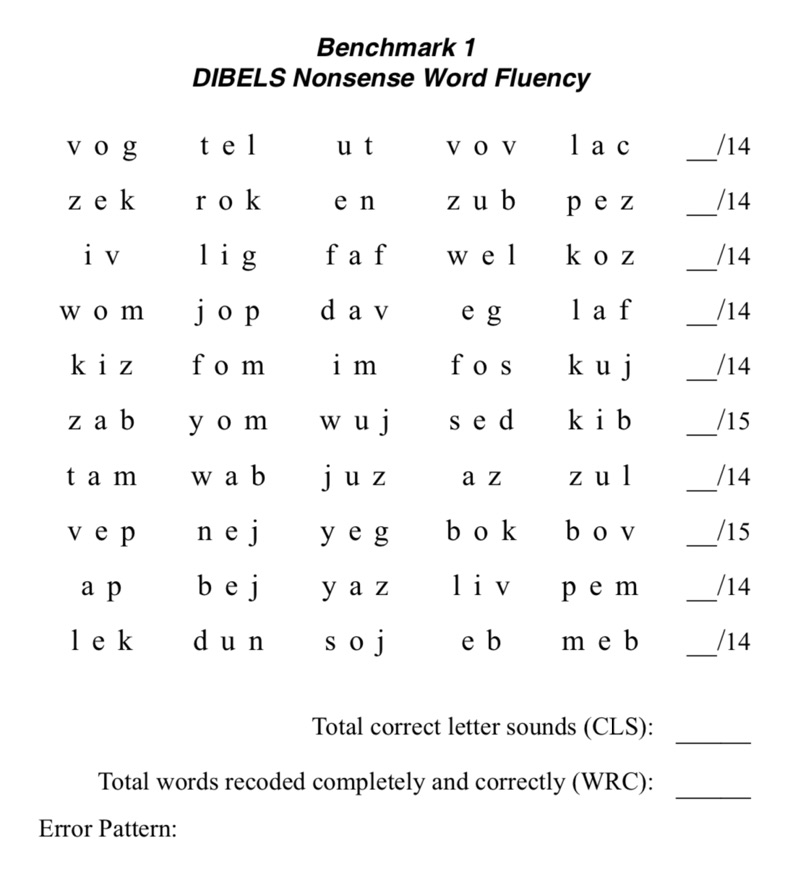 Benchmark 1
DIBELS Nonsense Word Fluency
v o g t e l u t v o v l a c __/14
z e k r o k e n z u b p e z __/14
i v l i g f a f w e l k o z __/14
w o m j o p d a v e g l a f __/14
k i z f o m i m f o s k u j __/14
z a b y o m w u j s e d k i b __/15
t a m w a b j u z a z z u l __/14
v e p n e j y e g b o k b o v __/15
a p b e j y a z l i v p e m __/14
l e k d u n s o j e b m e b __/14
Total correct letter sounds (CLS): ______
Total words recoded completely and correctly (WRC): ______
Error Pattern: